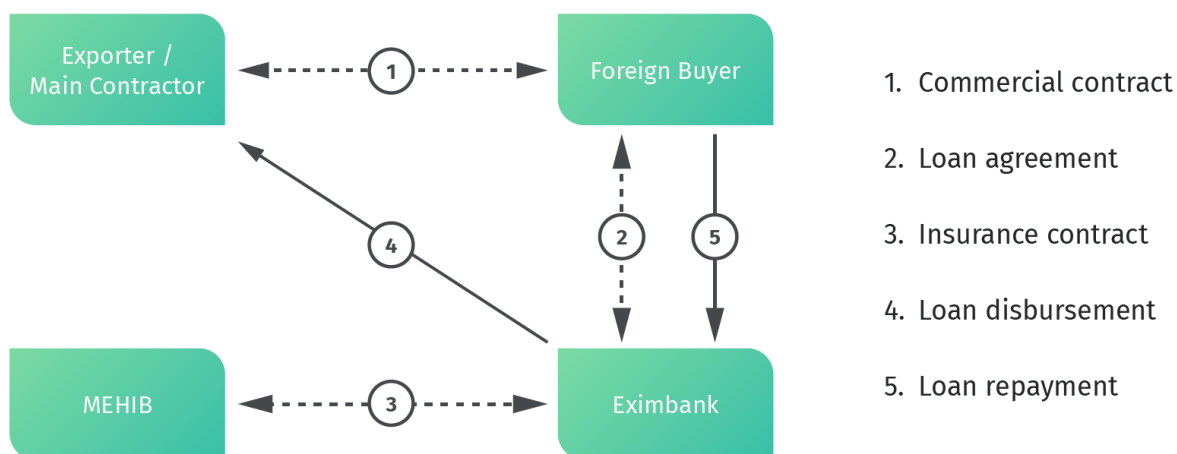 Exporter /
Main Contractor
1
Foreign Buyer
2
5
4
MEHIB
3
Eximbank
1. Commercial contract
2. Loan agreement
3. Insurance contract
4. Loan disbursement
5. Loan repayment